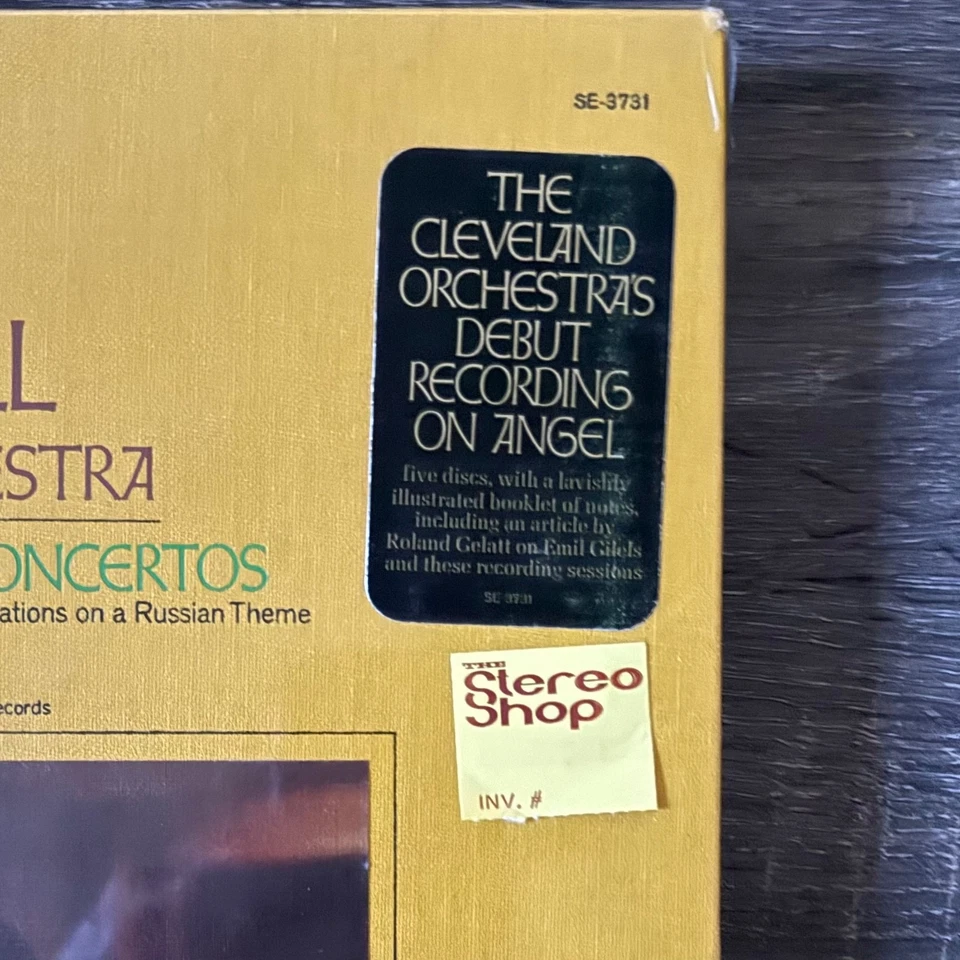 SE-3731
THE
CLEVELAND
ORCHESTRA'S
DEBUT
RECORDING
ON ANGEL
five discs, with a lavishly
illustrated booklet of notes,
including an article by
Roland Gelatt on Emil Gilels
and these recording sessions
SE 3731
LL
ESTRA
ONCERTOS
ations on a Russian Theme
ecords
THE
Stereo
Shop
INV. #